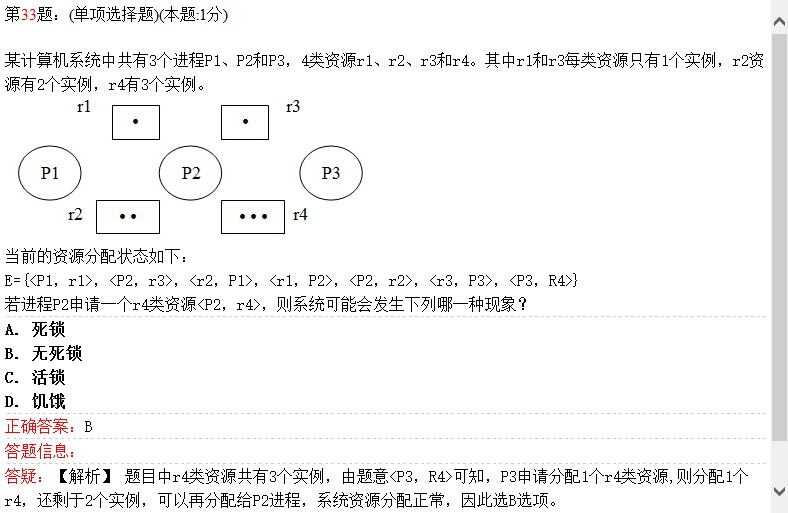 第33题：(单项选择题)(本题:1分)
某计算机系统中共有3个进程P1、P2和P3，4类资源r1、r2、r3和r4。其中r1和r3每类资源只有1个实例，r2资
源有2个实例，r4有3个实例。
r1 r3
P1 P2 P3
r2 r4
当前的资源分配状态如下：
E={<P1, r1>, <P2, r3>, <r2, P1>, <r1, P2>, <P2, r2>, <r3, P3>, <P3, R4>}
若进程P2申请一个r4类资源<P2, r4>，则系统可能会发生下列哪一种现象？
A. 死锁
B. 无死锁
C. 活锁
D. 饥饿
正确答案：B
答题信息：
答疑：【解析】 题目中r4类资源共有3个实例，由题意<P3, R4>可知，P3申请分配1个r4类资源,则分配1个
r4，还剩于2个实例，可以再分配给P2进程，系统资源分配正常，因此选B选项。